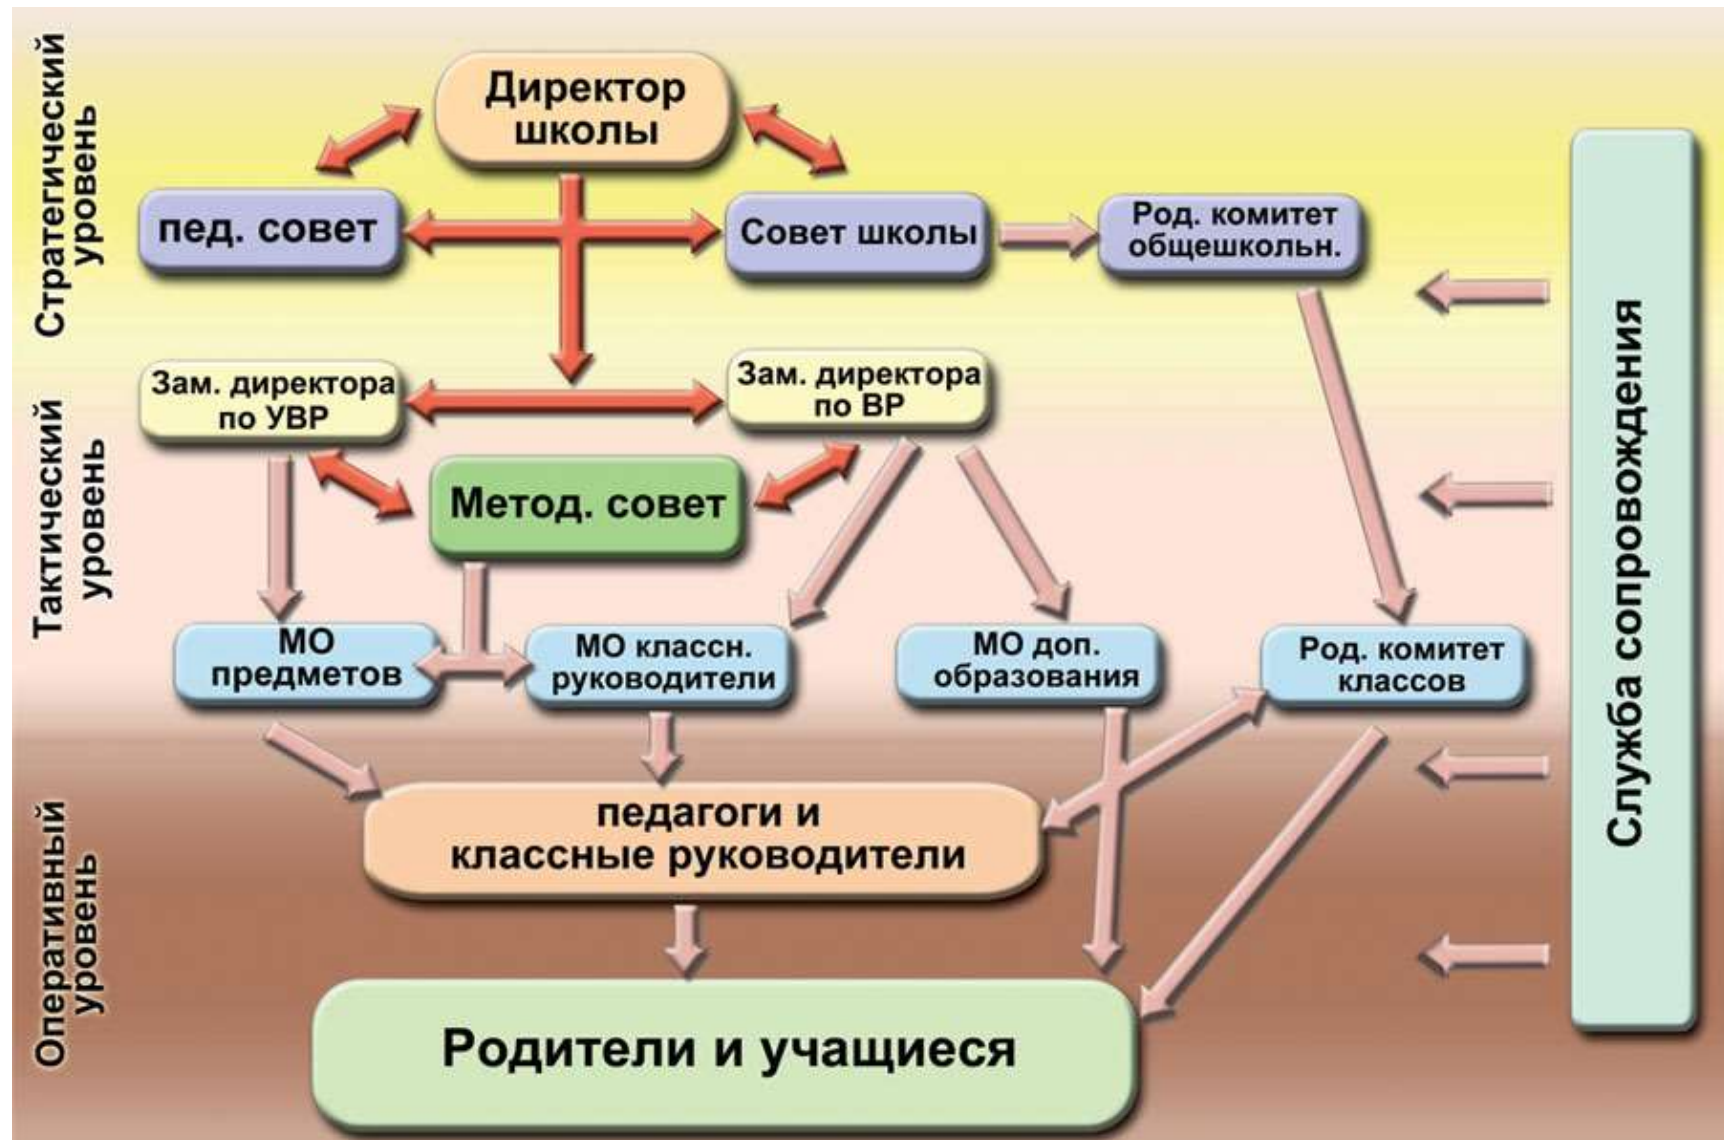 Стратегический
уровень
Директор
школы
пед. совет
Совет школы
Род. комитет
общешкольн.
Тактический
уровень
Зам. директора
по УВР
Зам. директора
по ВР
Метод. совет
МО
предметов
МО классн.
руководители
МО доп.
образования
Род. комитет
классов
Оперативный
уровень
педагоги и
классные руководители
Родители и учащиеся
Служба сопровождения